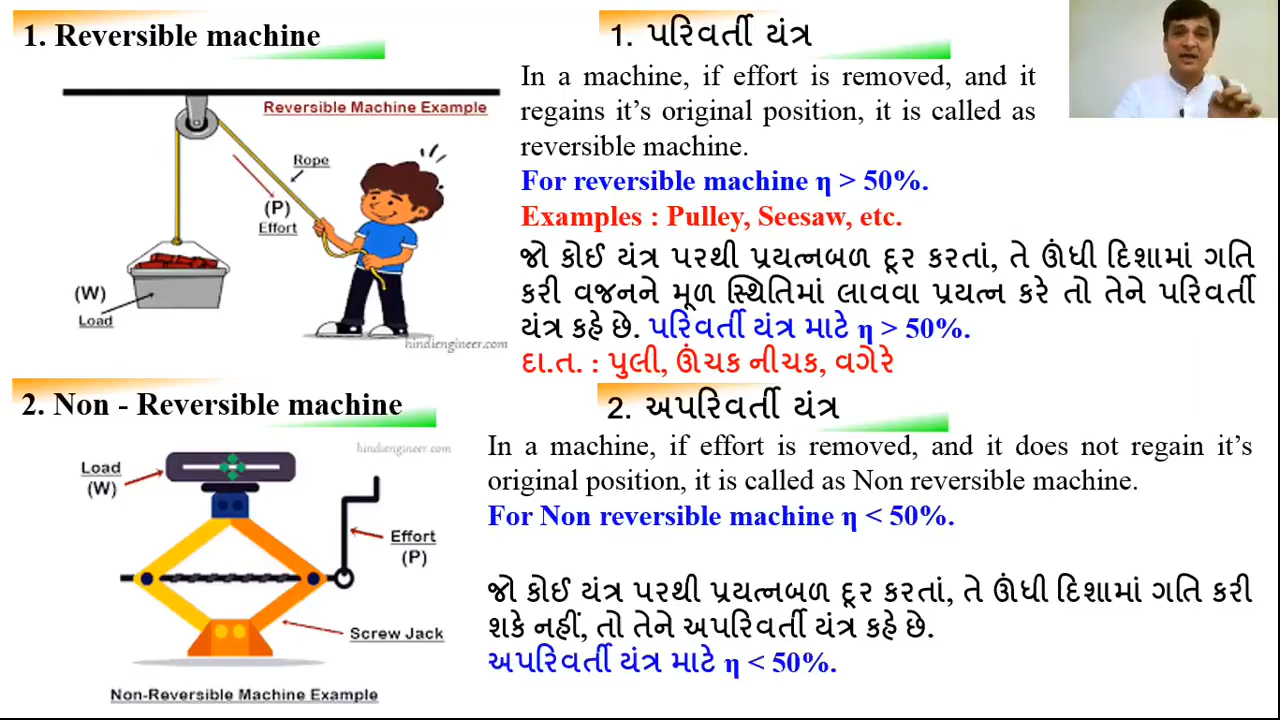 1. Reversible machine
Reversible Machine Example
Rope
(P)
Effort
(W)
Load
hindiengineer.com
1. પરિવર્તી યંત્ર
In a machine, if effort is removed, and it
regains it's original position, it is called as
reversible machine.
For reversible machine η > 50%.
Examples : Pulley, Seesaw, etc.
જો કોઈ યંત્ર પરથી પ્રયત્નબળ દૂર કરતાં, તે ઊંધી દિશામાં ગતિ
કરી વજનને મૂળ સ્થિતિમાં લાવવા પ્રયત્ન કરે તો તેને પરિવર્તી
યંત્ર કહે છે. પરિવર્તી યંત્ર માટે η > 50%.
દા.ત. : પુલી, ઊંચક નીચક, વગેરે
2. Non - Reversible machine
hindiengineer.com
Load
(W)
Effort
(P)
Screw Jack
Non-Reversible Machine Example
2. અપરિવર્તી યંત્ર
In a machine, if effort is removed, and it does not regain it's
original position, it is called as Non reversible machine.
For Non reversible machine η < 50%.
જો કોઈ યંત્ર પરથી પ્રયત્નબળ દૂર કરતાં, તે ઊંધી દિશામાં ગતિ કરી
શકે નહીં, તો તેને અપરિવર્તી યંત્ર કહે છે.
અપરિવર્તી યંત્ર માટે η < 50%.